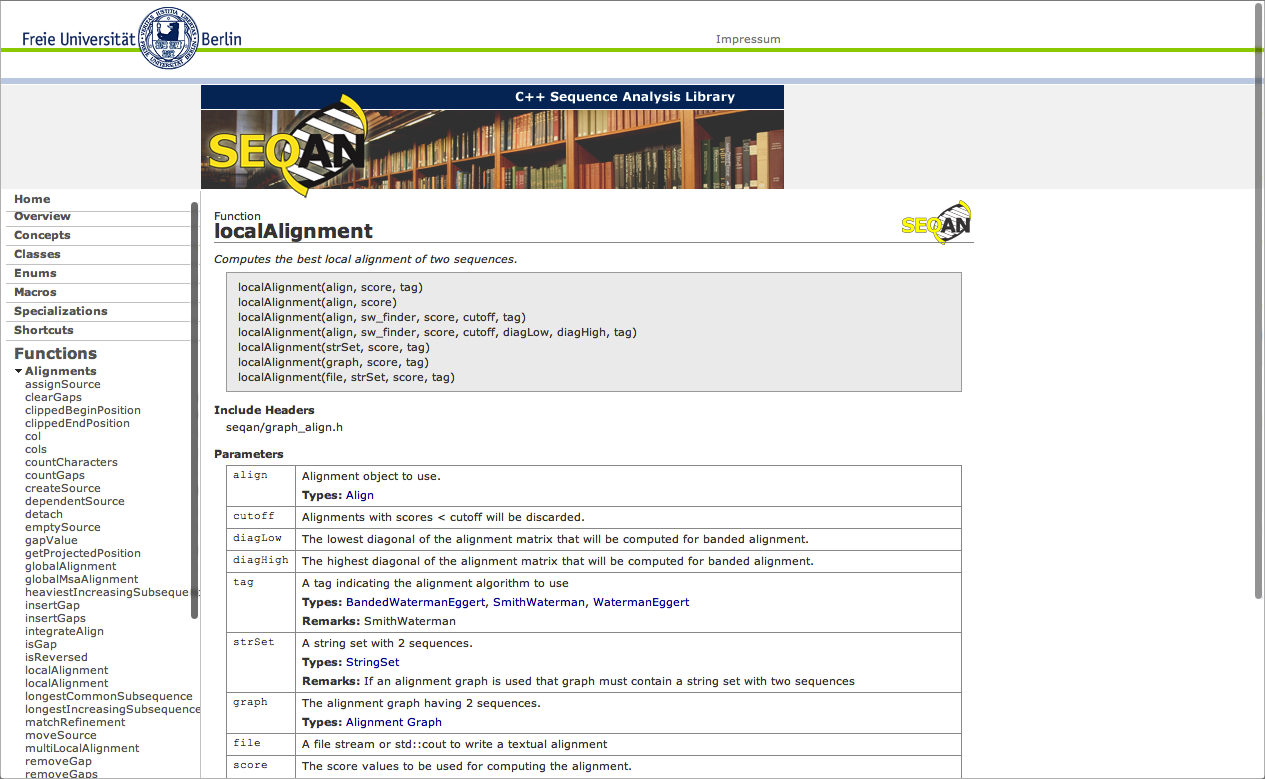 Freie Universität Berlin
Impressum
C++ Sequence Analysis Library
SEQAN
Home
Overview
Concepts
Classes
Enums
Macros
Specializations
Shortcuts
Functions
Alignments
assignSource
clearGaps
clippedBeginPosition
clippedEndPosition
col
cols
countCharacters
countGaps
createSource
dependentSource
detach
emptySource
gapValue
getProjectedPosition
globalAlignment
globalMsaAlignment
heaviestIncreasingSubseque
insertGap
insertGaps
integrateAlign
isGap
isReversed
localAlignment
localAlignment
longestCommonSubsequence
longestIncreasingSubsequence
matchRefinement
moveSource
multiLocalAlignment
removeGap
removeGaps
Function
localAlignment
SEQAN
Computes the best local alignment of two sequences.
localAlignment(align, score, tag)
localAlignment(align, score)
localAlignment(align, sw_finder, score, cutoff, tag)
localAlignment(align, sw_finder, score, cutoff, diagLow, diagHigh, tag)
localAlignment(strSet, score, tag)
localAlignment(graph, score, tag)
localAlignment(file, strSet, score, tag)
Include Headers
seqan/graph_align.h
Parameters
align Alignment object to use.
Types: Align
cutoff Alignments with scores < cutoff will be discarded.
diagLow The lowest diagonal of the alignment matrix that will be computed for banded alignment.
diagHigh The highest diagonal of the alignment matrix that will be computed for banded alignment.
tag A tag indicating the alignment algorithm to use
Types: BandedWatermanEggert, SmithWaterman, WatermanEggert
Remarks: SmithWaterman
strSet A string set with 2 sequences.
Types: StringSet
Remarks: If an alignment graph is used that graph must contain a string set with two sequences
graph The alignment graph having 2 sequences.
Types: Alignment Graph
file A file stream or std::cout to write a textual alignment
score The score values to be used for computing the alignment.